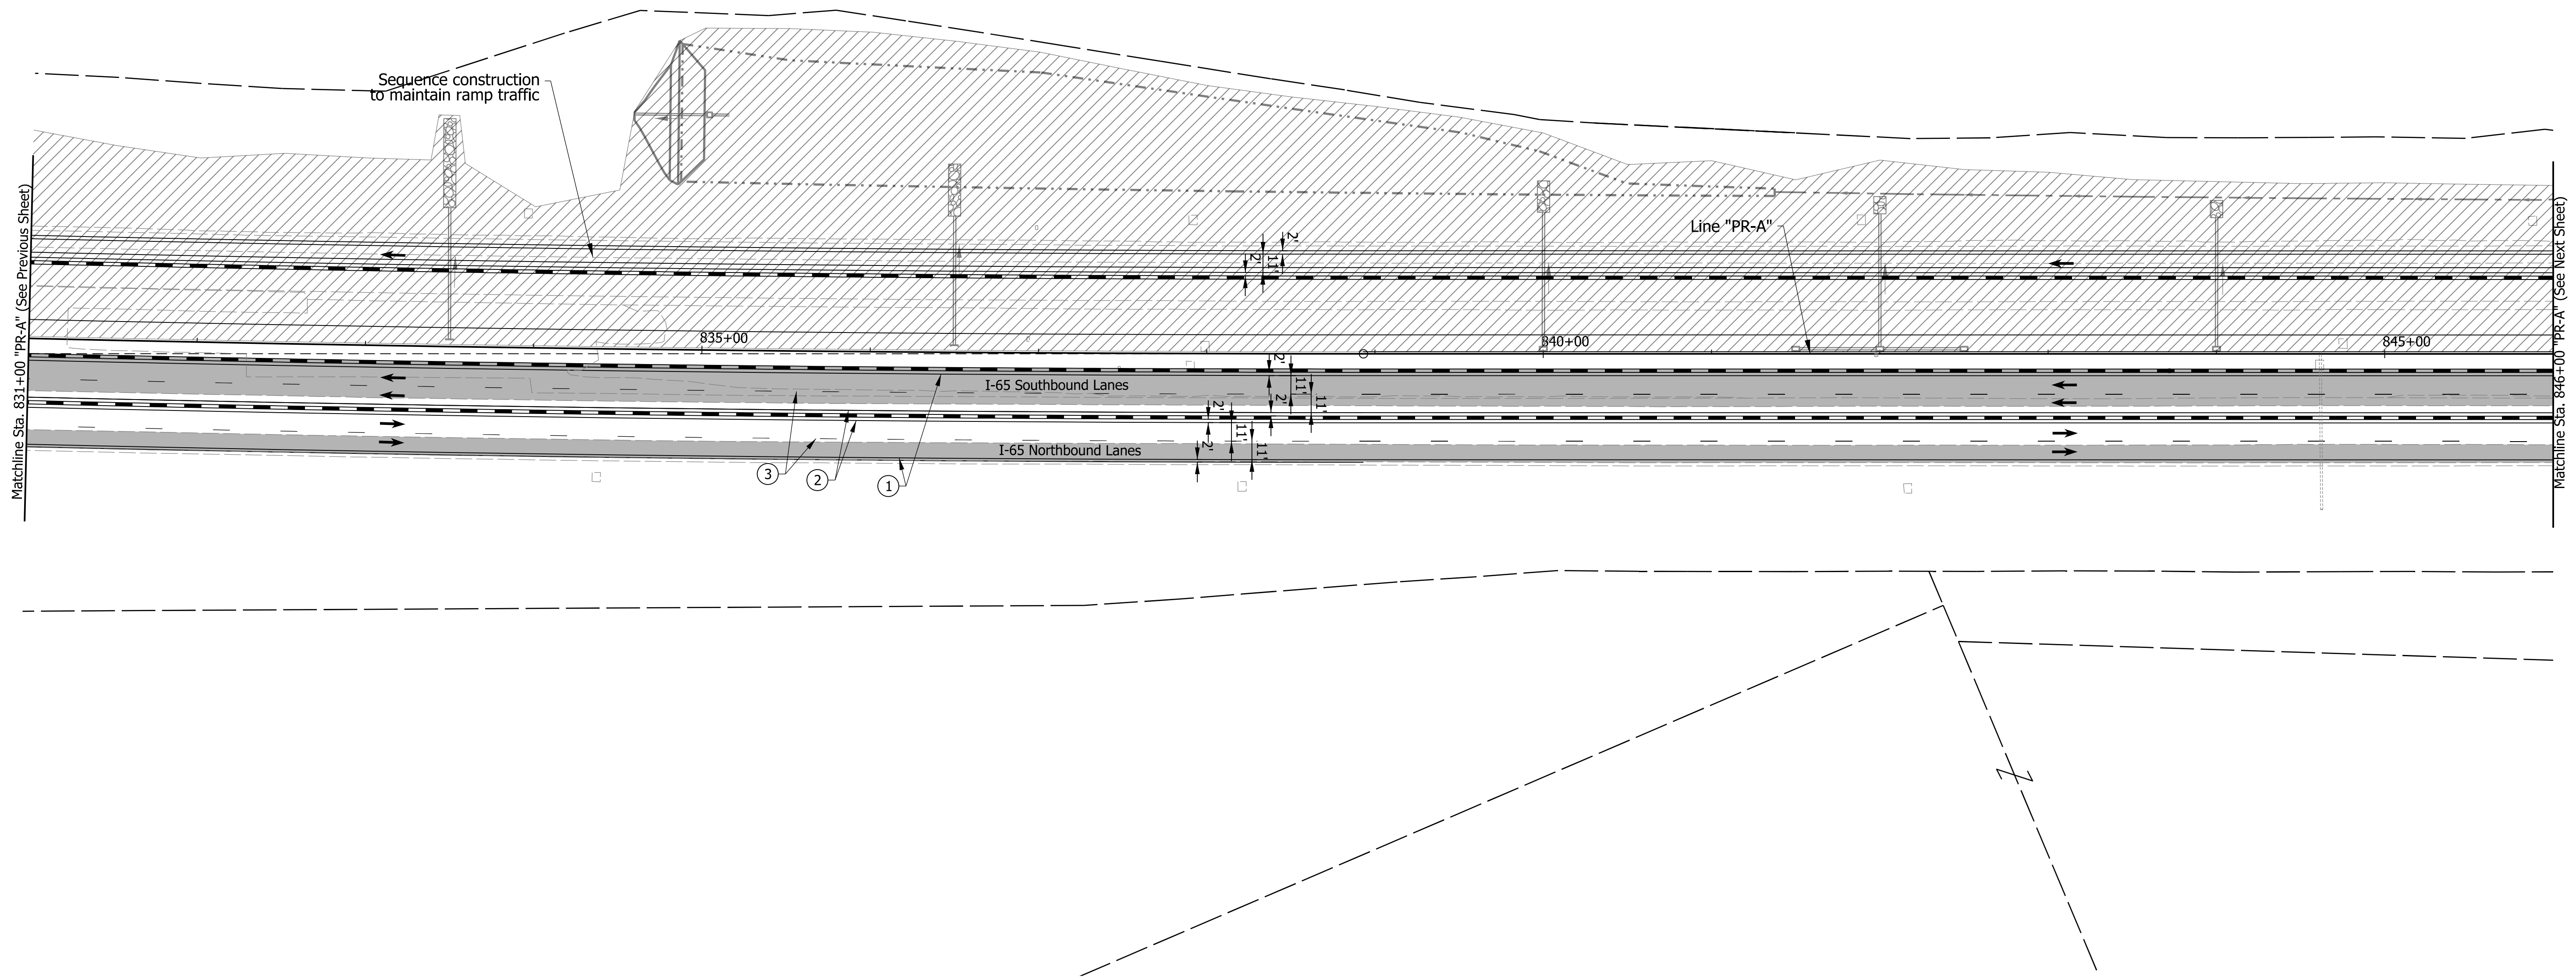 Sequence construction
to maintain ramp traffic
Matchline Sta. 831+00 "PR-A" (See Previous Sheet)
Line "PR-A"
2'
11'
2'
835+00
840+00
845+00
I-65 Southbound Lanes
2'
11'
11'
2'
2'
11'
11'
2'
I-65 Northbound Lanes
3
2
1
Matchline Sta. 846+00 "PR-A" (See Next Sheet)